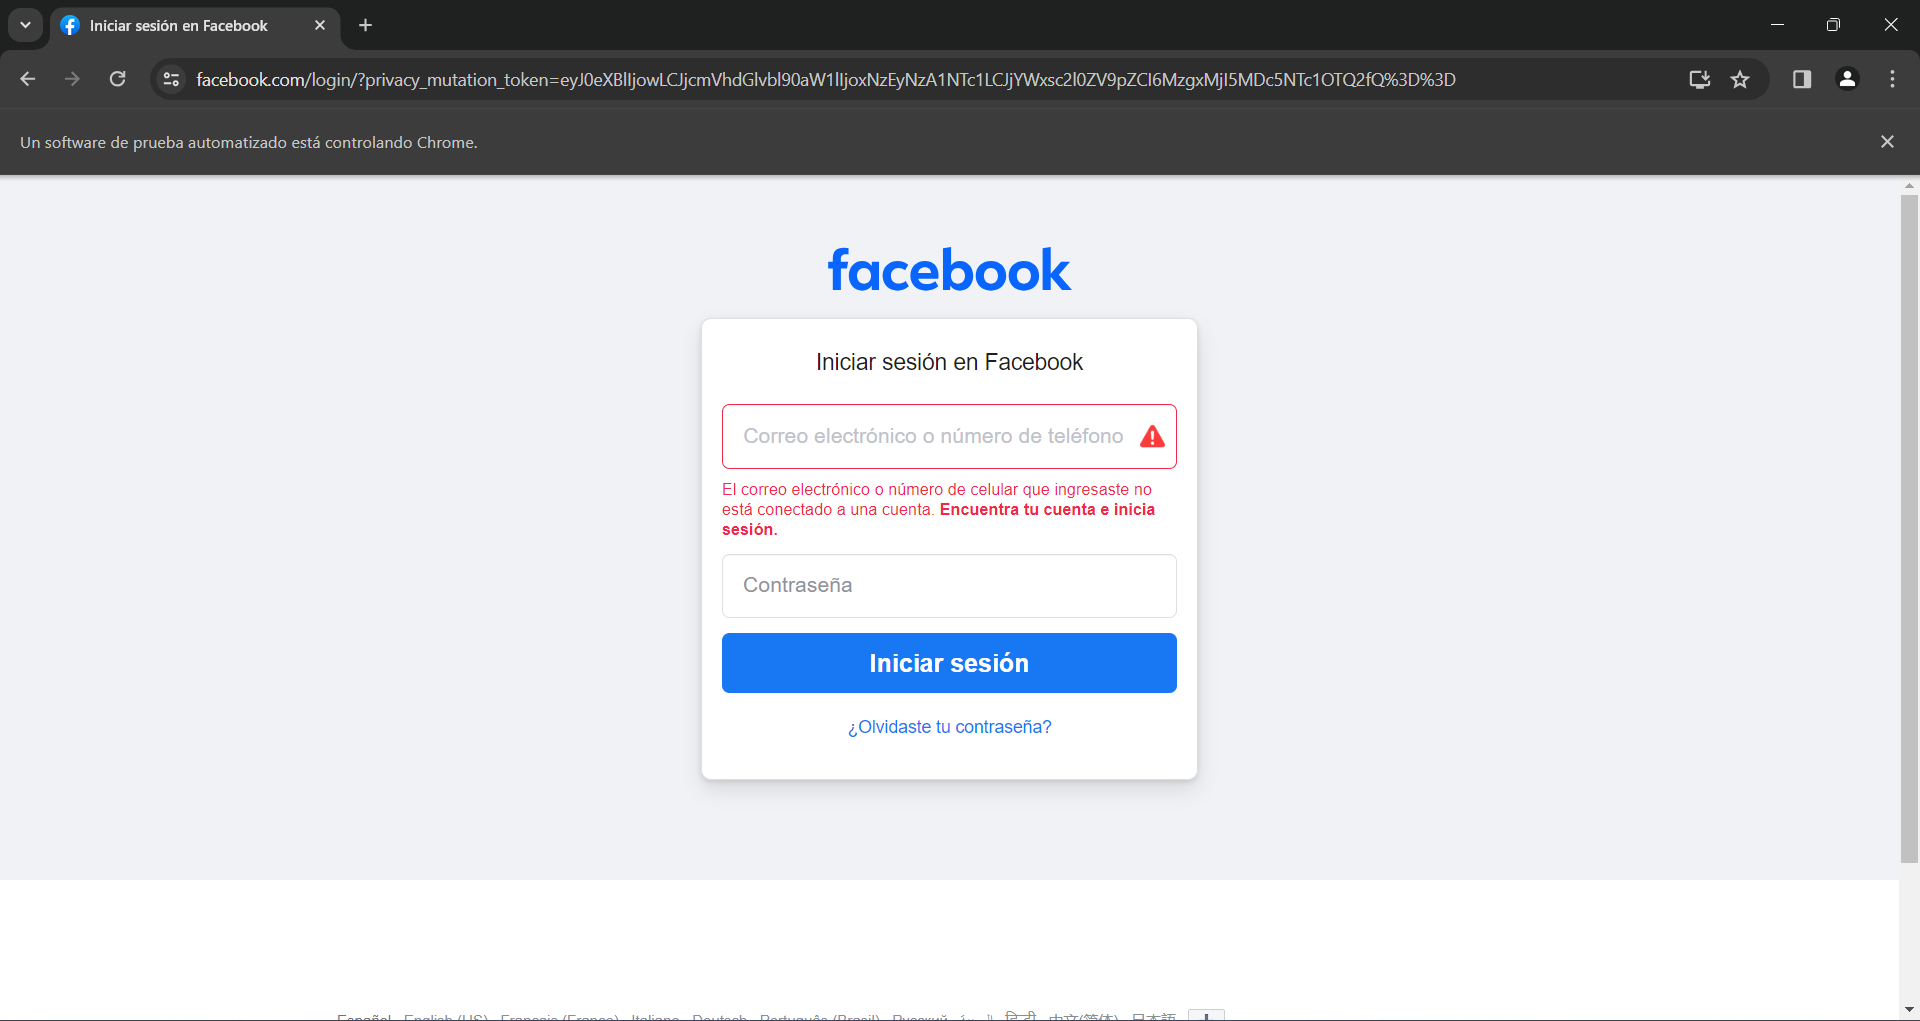 Iniciar sesión en Facebook
facebook.com/login/?privacy_mutation_token=eyJ0eXBlIjowLCJjcmVhdGlvbl90aW1lIjoxNzEyNzA1NTc1LCJjYWxsc2l0ZV9pZCI6MzgxMjI5MDc5NTc1OTQ2fQ%3D%3D
Un software de prueba automatizado está controlando Chrome.
facebook
Iniciar sesión en Facebook
Correo electrónico o número de teléfono
El correo electrónico o número de celular que ingresaste no
está conectado a una cuenta. Encuentra tu cuenta e inicia
sesión.
Contraseña
Iniciar sesión
¿Olvidaste tu contraseña?
Español English (US) Français (France) Italiano Deutsch Português (Brasil) Русский हिन्दी 中文(简体) 日本語